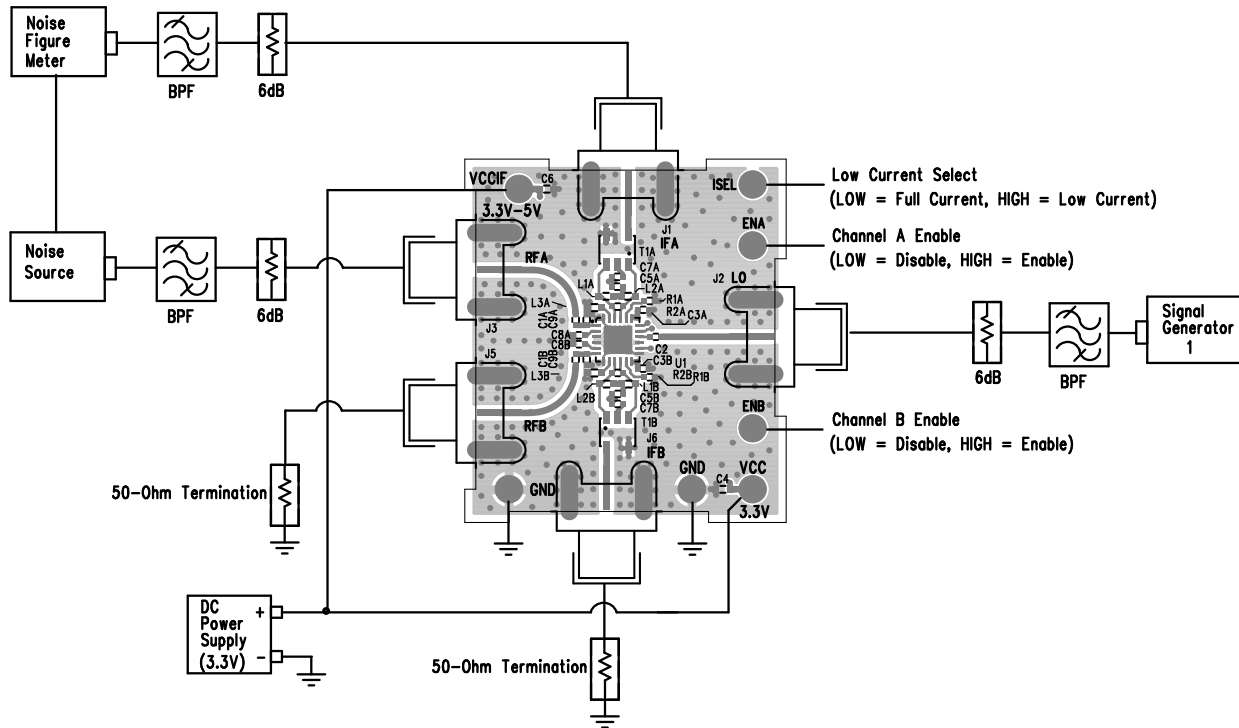 Noise
Figure
Meter
BPF
6dB
Noise
Source
BPF
6dB
VCCIF
C6
3.3V-5V
ISEL
Low Current Select
(LOW = Full Current, HIGH = Low Current)
ENA
Channel A Enable
(LOW = Disable, HIGH = Enable)
J1
IFA
T1A
C7A
C5A
L1A
L2A
RFA
L3A
C1A
C9A
R1A
R2A
C3A
J2 LO
J3
C8A
C8B
J5
C1B
C9B
L3B
C2
C3B
U1
R2B
R1B
L2B
L1B
C5B
C7B
T1B
RFB
J6
IFB
6dB
BPF
Signal
Generator
1
ENB
Channel B Enable
(LOW = Disable, HIGH = Enable)
GND
GND
C4
VCC
3.3V
50-Ohm Termination
DC
Power
Supply
(3.3V)
+
-
50-Ohm Termination